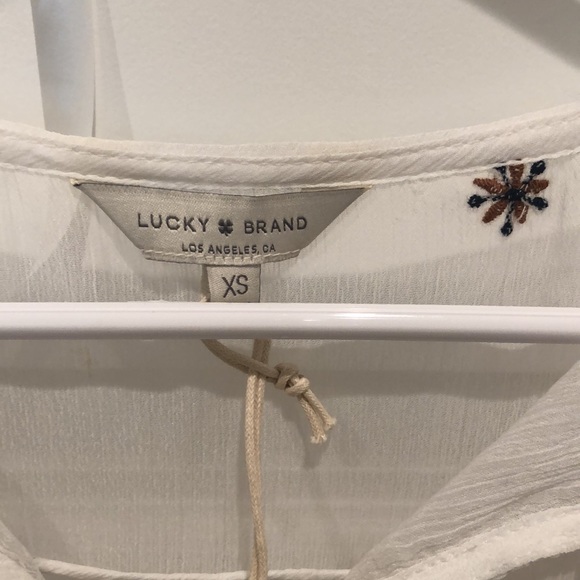 LUCKY BRAND
LOS ANGELES, CA
XS